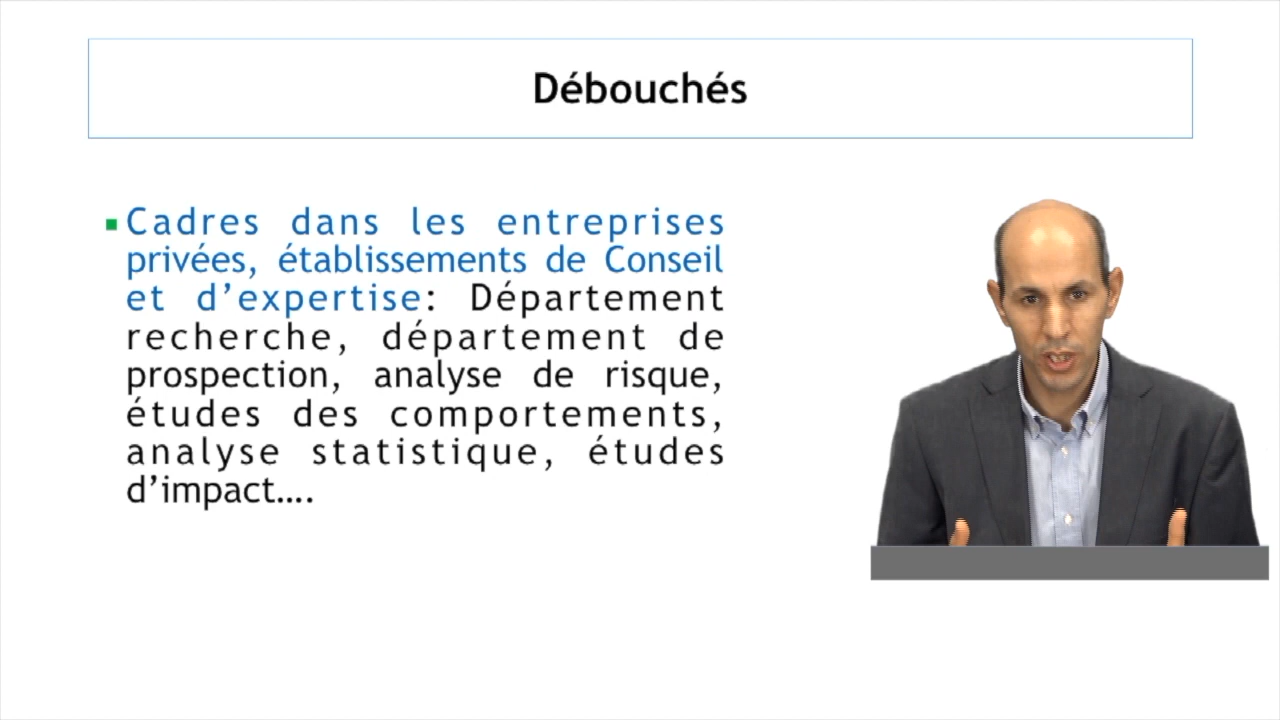 Débouchés
Cadres dans les entreprises
privées, établissements de Conseil
et d’expertise: Département
recherche, département de
prospection, analyse de risque,
études des comportements,
analyse statistique, études
d’impact….